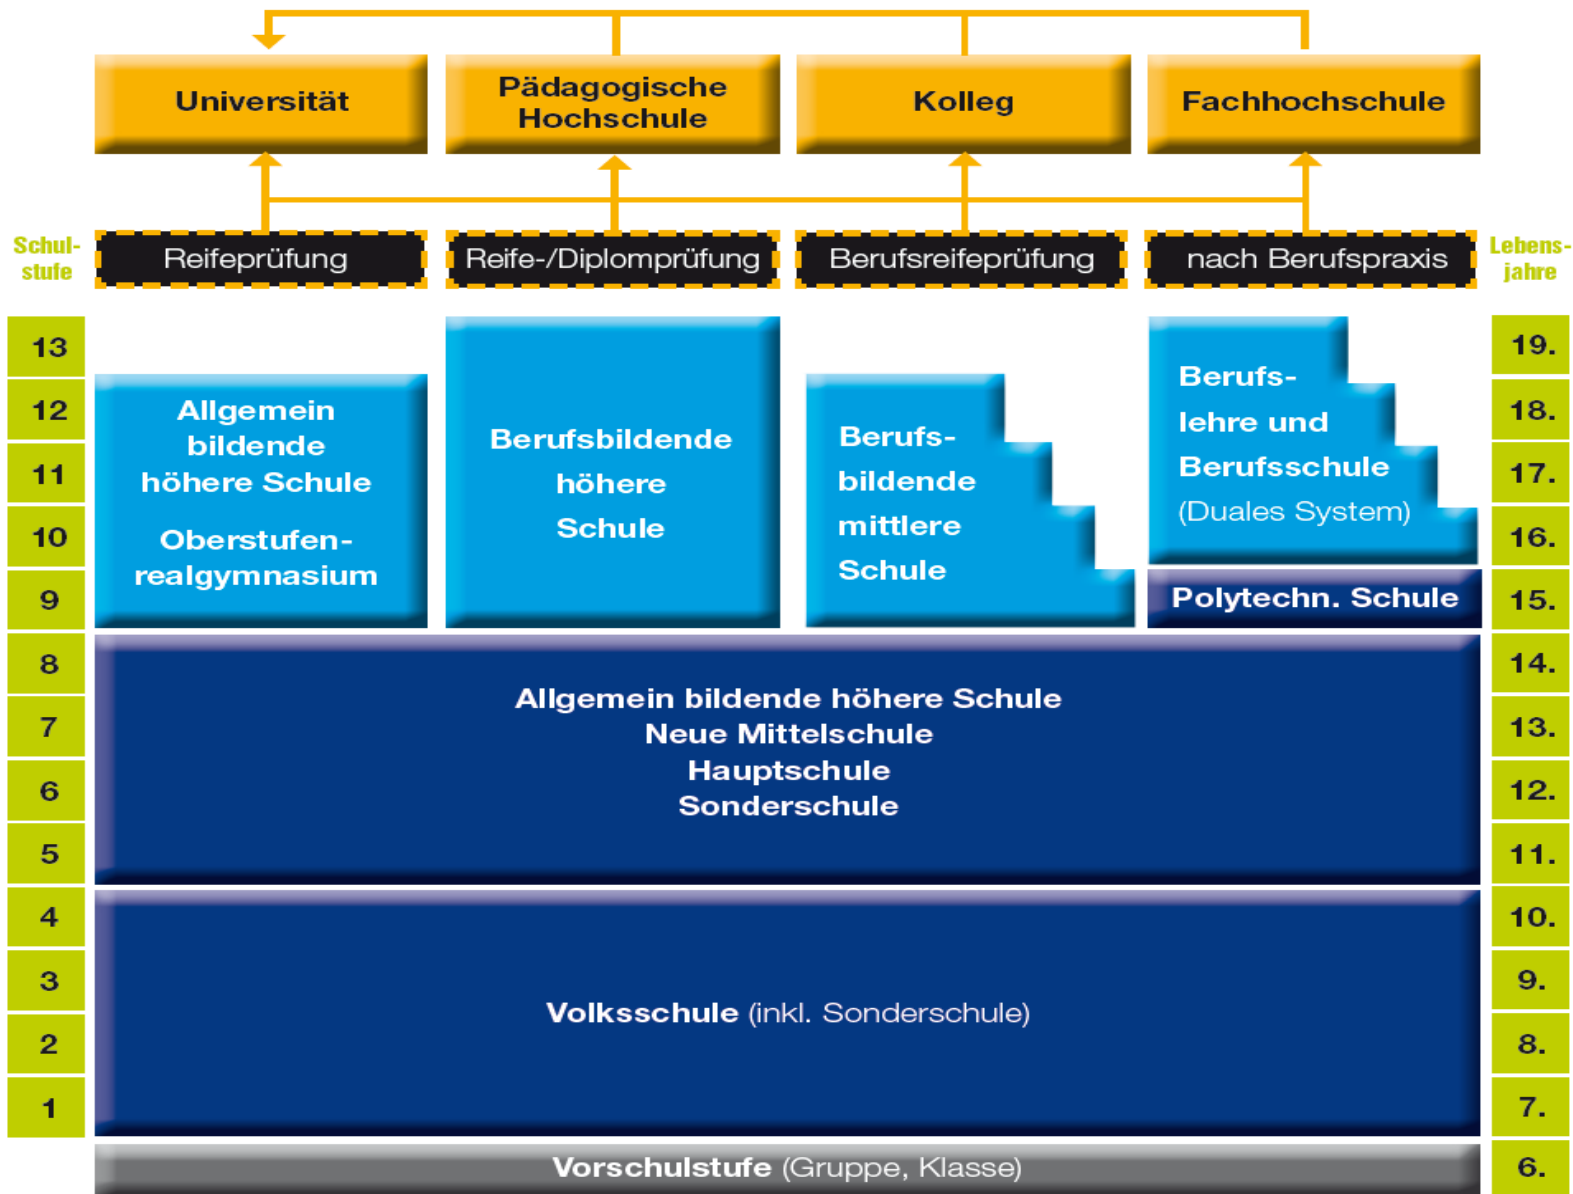 Universität
Pädagogische
Hochschule
Kolleg
Fachhochschule
Schul-
stufe
Reifeprüfung
Reife-/Diplomprüfung
Berufsreifeprüfung
nach Berufspraxis
Lebens-
jahre
13
12
11
10
9
8
7
6
5
4
3
2
1
Allgemein
bildende
höhere Schule
Oberstufen-
realgymnasium
Berufsbildende
höhere
Schule
Berufs-
bildende
mittlere
Schule
Berufs-
lehre und
Berufsschule
(Duales System)
Polytechn. Schule
Allgemein bildende höhere Schule
Neue Mittelschule
Hauptschule
Sonderschule
Volksschule (inkl. Sonderschule)
Vorschulstufe (Gruppe, Klasse)
19.
18.
17.
16.
15.
14.
13.
12.
11.
10.
9.
8.
7.
6.